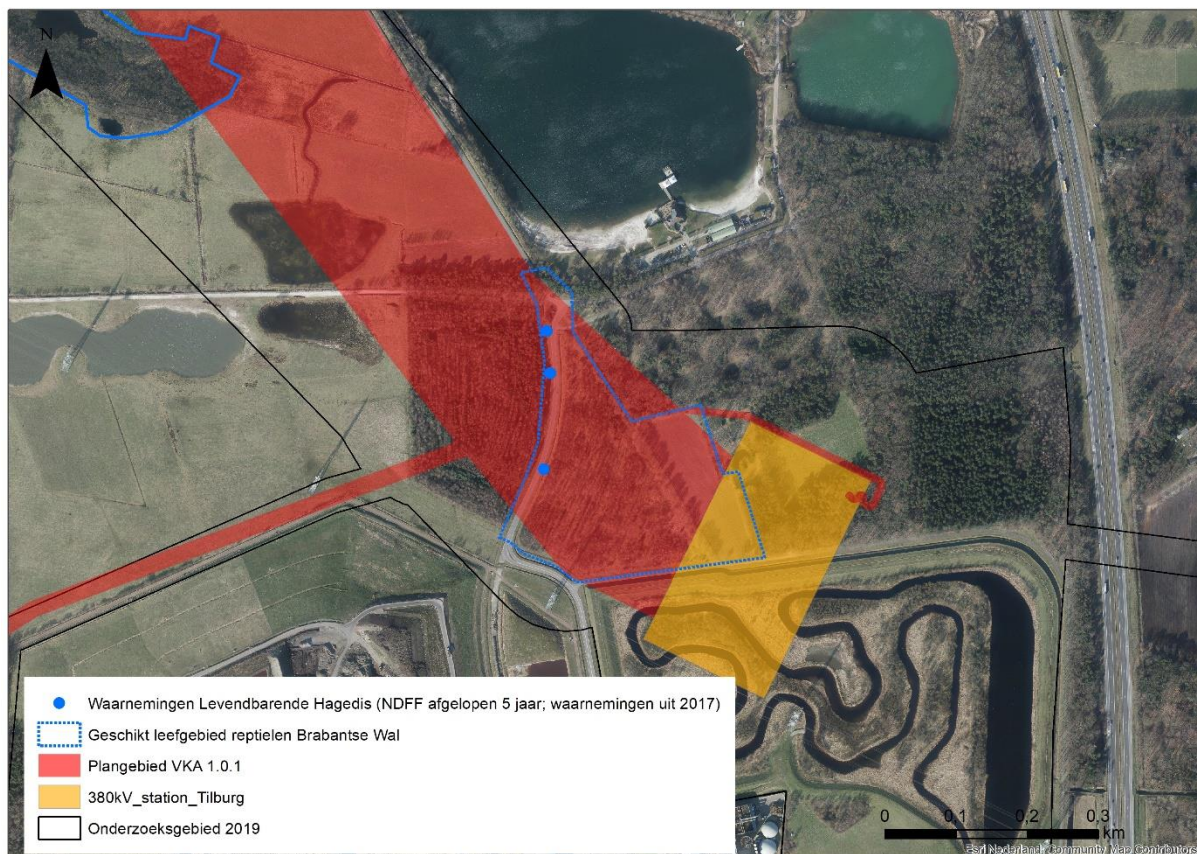 N
Waarnemingen Levendbarende Hagedis (NDFF afgelopen 5 jaar; waarnemingen uit 2017)
Geschikt leefgebied reptielen Brabantse Wal
Plangebied VKA 1.0.1
380kV_station_Tilburg
Onderzoeksgebied 2019
0 0,1 0,2 0,3
km
Esri Nederland, Community Map Contributors